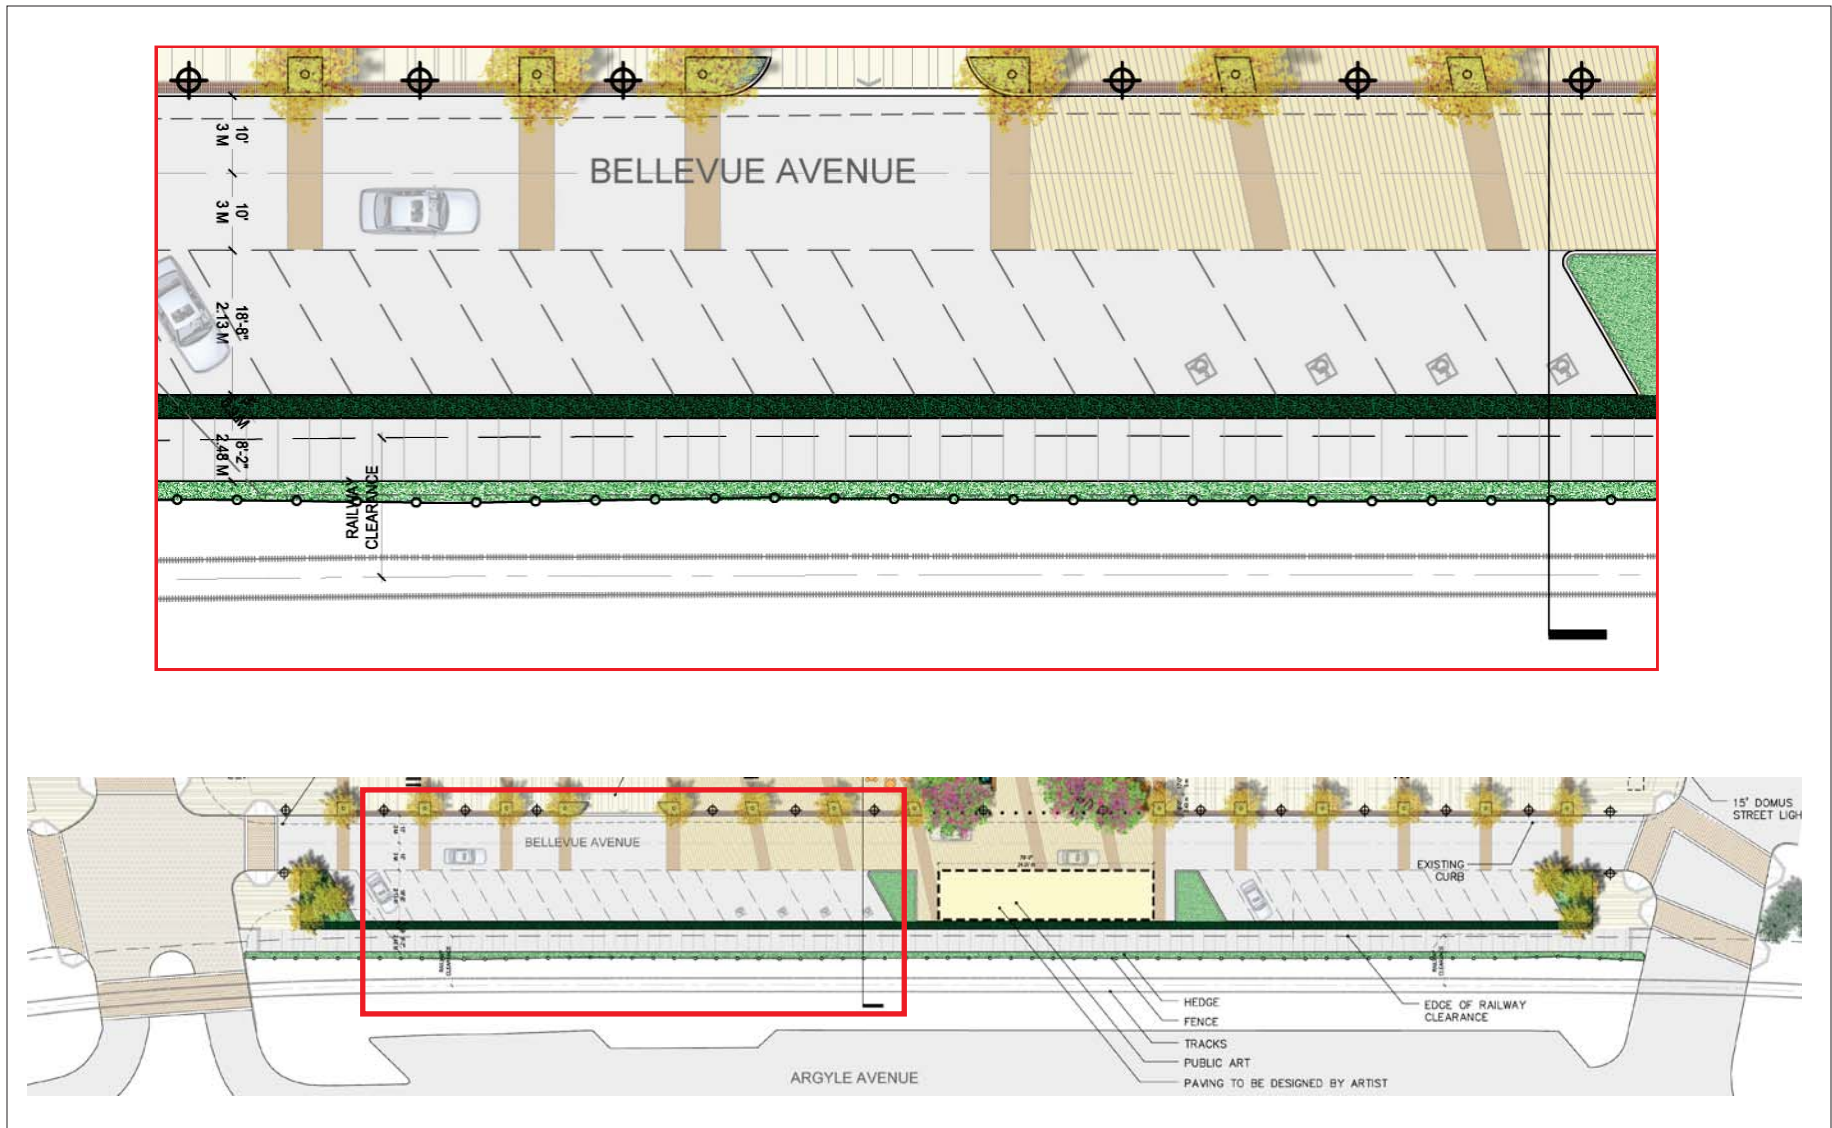 10'
3 M
BELLEVUE AVENUE
10'
3 M
18'-8"
2.13 M
8'-2"
2.48 M
RAILWAY
CLEARANCE
15' DOMUS
STREET LIGH
BELLEVUE AVENUE
EXISTING
CURB
HEDGE
FENCE
TRACKS
PUBLIC ART
PAVING TO BE DESIGNED BY ARTIST
EDGE OF RAILWAY
CLEARANCE
ARGYLE AVENUE